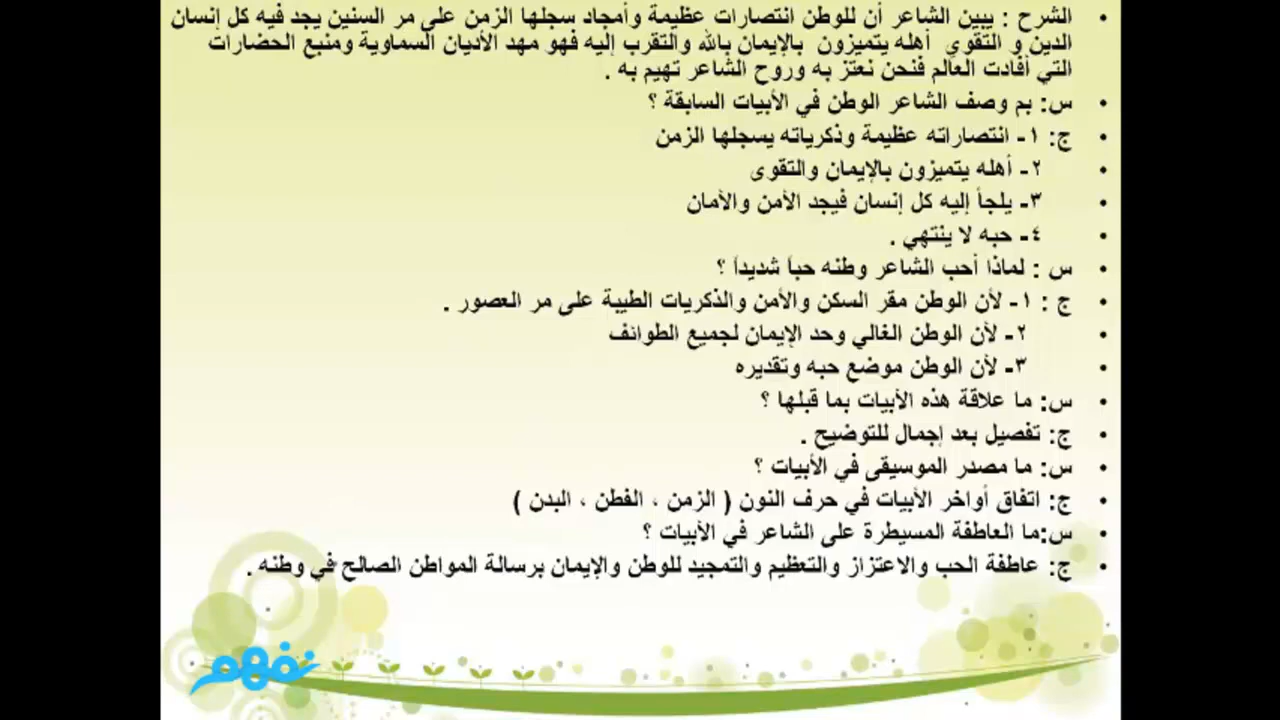 الشرح : يبين الشاعر أن للوطن انتصارات عظيمة وأمجاد سجلها الزمن على مر السنين يجد فيه كل إنسان
الدين و التقوي أهله يتميزون بالإيمان بالله والتقرب إليه فهو مهد الأديان السماوية ومنبع الحضارات
التي أفادت العالم فنحن نعتز به وروح الشاعر تهيم به .
س: بم وصف الشاعر الوطن في الأبيات السابقة ؟
ج: ١- انتصاراته عظيمة وذكرياته يسجلها الزمن
٢- أهله يتميزون بالإيمان والتقوى
٣- يلجأ إليه كل إنسان فيجد الأمن والأمان
٤- حبه لا ينتهي .
س : لماذا أحب الشاعر وطنه حباً شديداً ؟
ج : ١- لأن الوطن مقر السكن والأمن والذكريات الطيبة على مر العصور .
٢- لأن الوطن الغالي وحد الإيمان لجميع الطوائف
٣- لأن الوطن موضع حبه وتقديره
س: ما علاقة هذه الأبيات بما قبلها ؟
ج: تفصيل بعد إجمال للتوضيح .
س: ما مصدر الموسيقى في الأبيات ؟
ج: اتفاق أواخر الأبيات في حرف النون ( الزمن ، الفطن ، البدن )
س:ما العاطفة المسيطرة على الشاعر في الأبيات ؟
ج: عاطفة الحب والاعتزاز والتعظيم والتمجيد للوطن والإيمان برسالة المواطن الصالح في وطنه .
نفهم